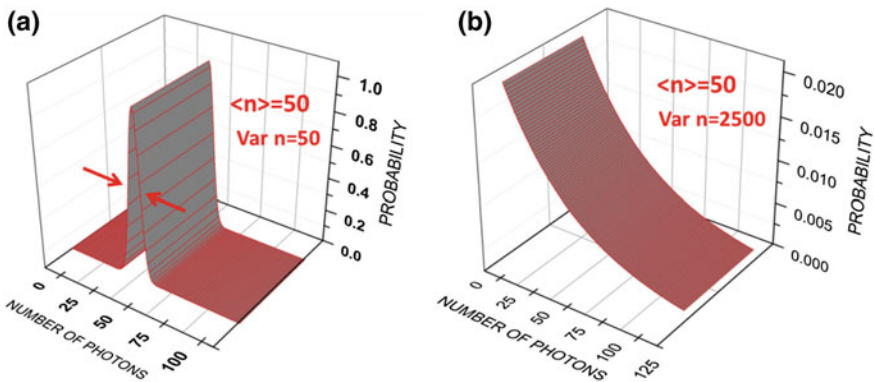 (a)
<n>=50
Var n=50
1.0
0.8
0.6
0.4
0.2
0.0
PROBABILITY
0
25
50
75
100
NUMBER OF PHOTONS
(b)
<n>=50
Var n=2500
0.020
0.015
0.010
0.005
0.000
PROBABILITY
0
25
50
75
100
125
NUMBER OF PHOTONS